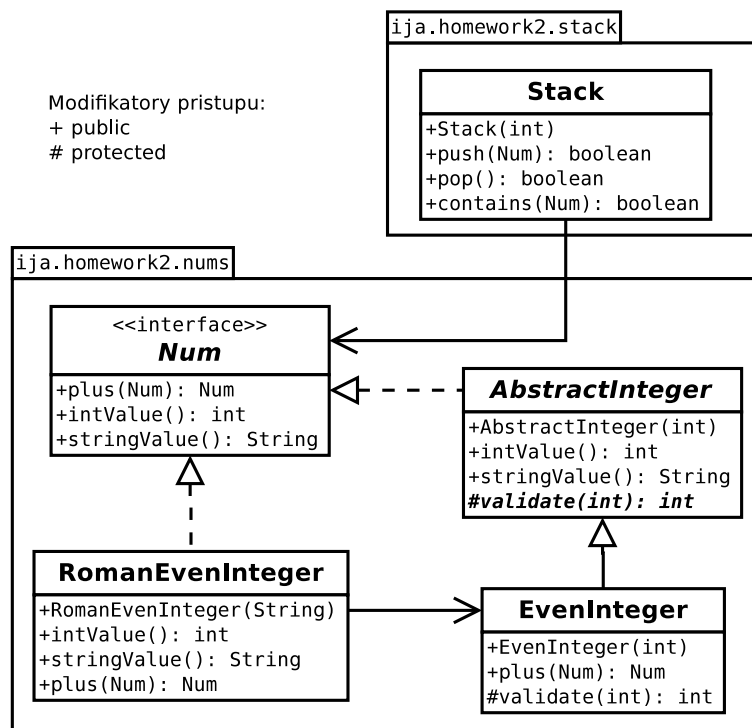 ija.homework2.stack
Modifikatory pristupu:
+ public
# protected
Stack
+Stack(int)
+push(Num): boolean
+pop(): boolean
+contains(Num): boolean
ija.homework2.nums
<<interface>>
Num
+plus(Num): Num
+intValue(): int
+stringValue(): String
AbstractInteger
+AbstractInteger(int)
+intValue(): int
+stringValue(): String
#validate(int): int
RomanEvenInteger
+RomanEvenInteger(String)
+intValue(): int
+stringValue(): String
+plus(Num): Num
EvenInteger
+EvenInteger(int)
+plus(Num): Num
#validate(int): int